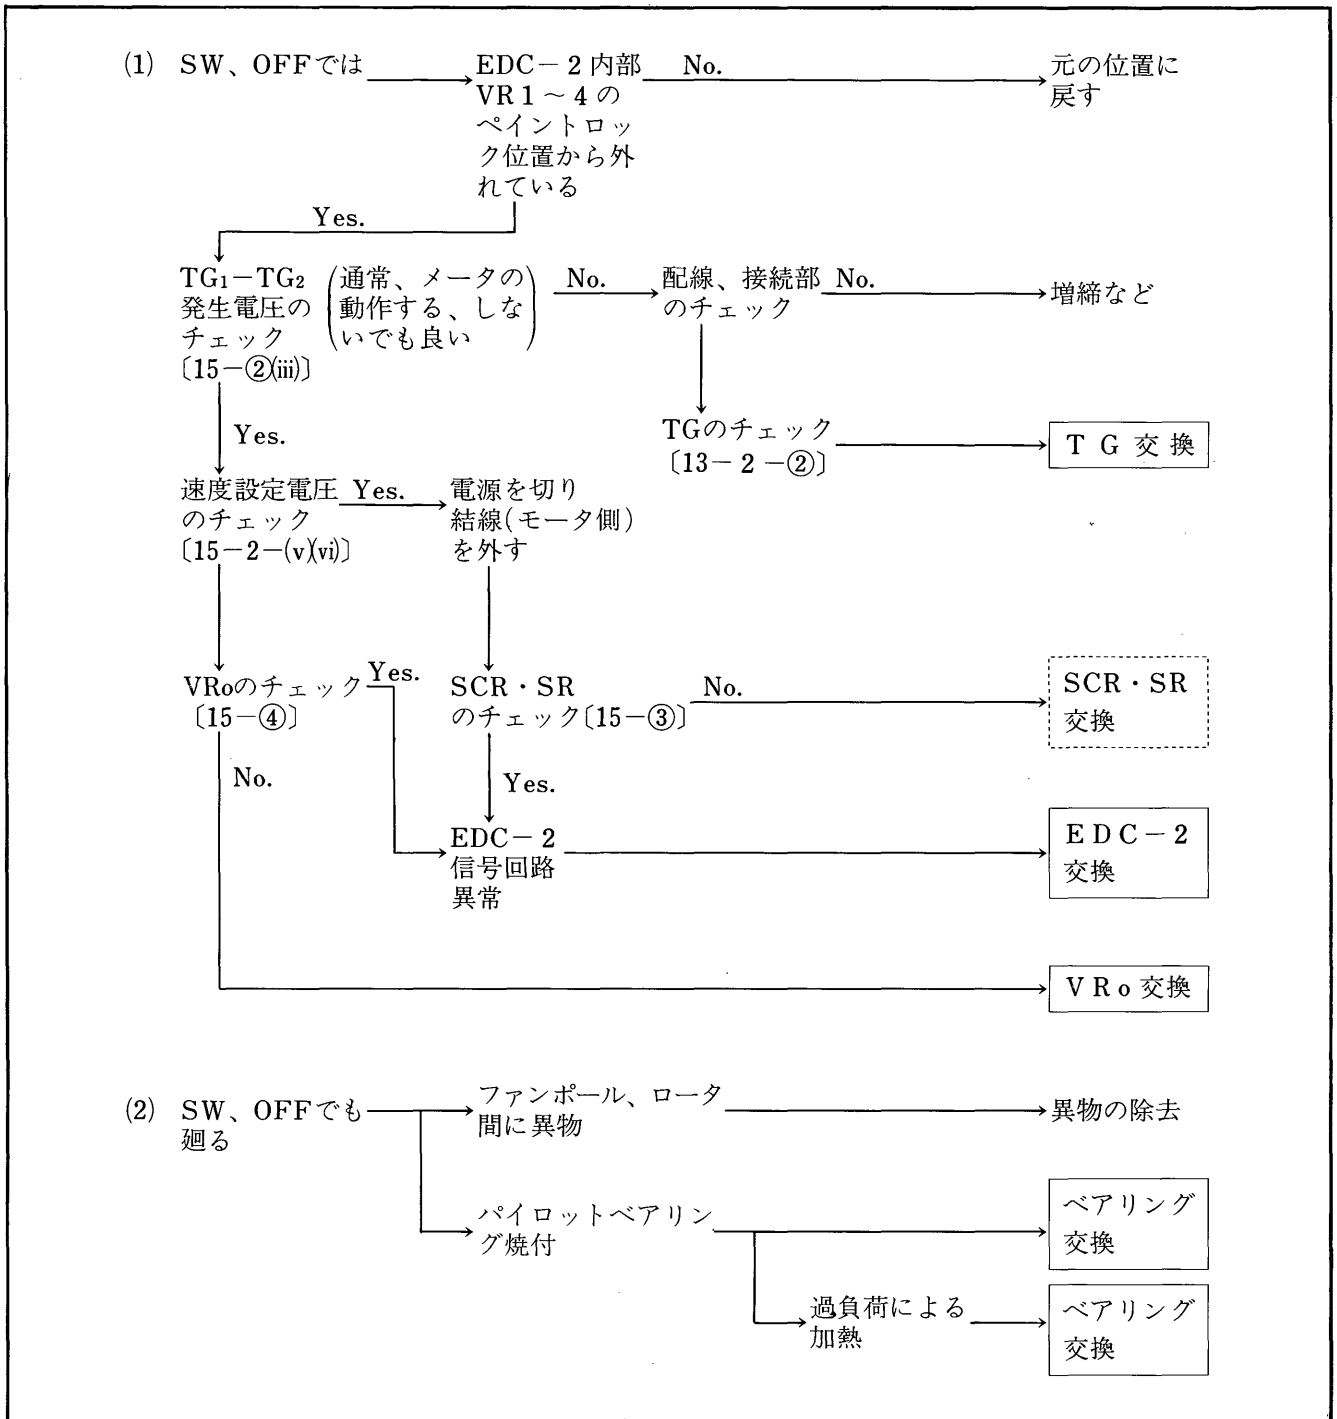 (1) SW、OFFでは
EDC－2内部
VR1～4の
ペイントロッ
ク位置から外
れている
No.
元の位置に
戻す
Yes.
TG1－TG2
発生電圧の
チェック
〔15－②(iii)〕
通常、メータの
動作する、しな
いでも良い
No.
配線、接続部
のチェック
No.
増締など
Yes.
TGのチェック
〔13－2－②〕
TG交換
速度設定電圧
のチェック
〔15－2－(v)(vi)〕
Yes.
電源を切り
結線(モータ側)
を外す
VRoのチェック
〔15－④〕
Yes.
SCR・SR
のチェック〔15－③〕
No.
SCR・SR
交換
No.
Yes.
EDC－2
信号回路
異常
EDC－2
交換
VRo交換
(2) SW、OFFでも
廻る
ファンポール、ロータ
間に異物
異物の除去
パイロットベアリン
グ焼付
ベアリング
交換
過負荷による
加熱
ベアリング
交換